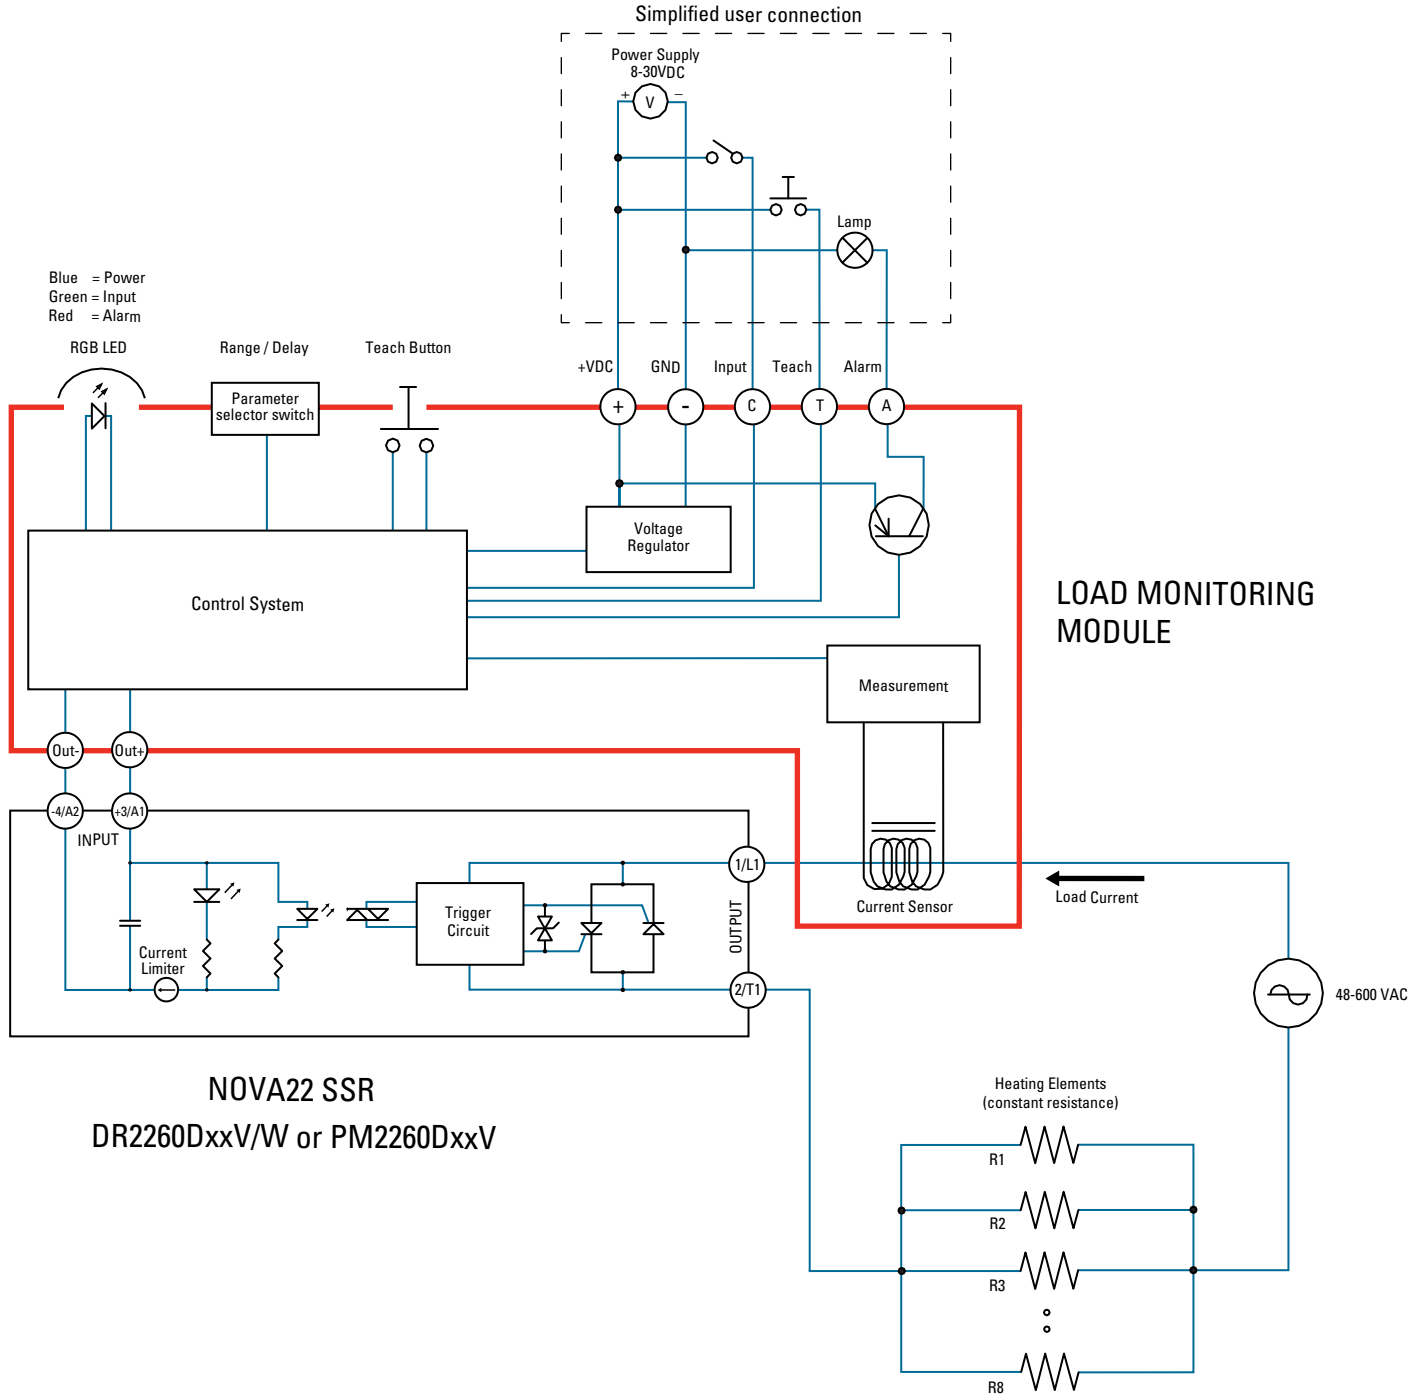 Simplified user connection
Power Supply
8-30VDC
+ V −
Lamp
Blue = Power
Green = Input
Red = Alarm
RGB LED
Range / Delay
Teach Button
+VDC
GND
Input
Teach
Alarm
Parameter
selector switch
+
-
C
T
A
Voltage
Regulator
Control System
LOAD MONITORING
MODULE
Measurement
Out-
Out+
-4/A2
+3/A1
INPUT
1/L1
Trigger
Circuit
OUTPUT
Current Sensor
Load Current
Current
Limiter
2/T1
48-600 VAC
NOVA22 SSR
DR2260DxxV/W or PM2260DxxV
Heating Elements
(constant resistance)
R1
R2
R3
R8